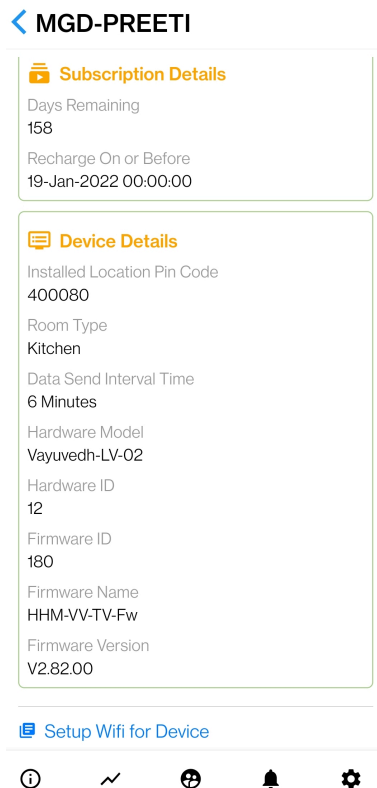 MGD-PREETI
Subscription Details
Days Remaining
158
Recharge On or Before
19-Jan-2022 00:00:00
Device Details
Installed Location Pin Code
400080
Room Type
Kitchen
Data Send Interval Time
6 Minutes
Hardware Model
Vayuvedh-LV-02
Hardware ID
12
Firmware ID
180
Firmware Name
HHM-VV-TV-Fw
Firmware Version
V2.82.00
Setup Wifi for Device